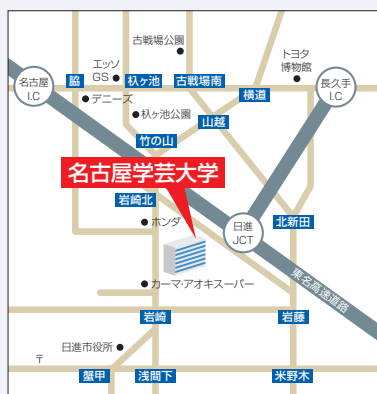 古戦場公園
エッソ
GS
トヨタ
博物館
名古屋
I.C
脇
杁ヶ池
古戦場南
長久手
I.C
デニーズ
横道
杁ヶ池公園
山越
竹の山
名古屋学芸大学
岩崎北
ホンダ
北新田
日進
JCT
東名高速道路
カーマ・アオキスーパー
岩崎
岩藤
日進市役所
〒
蟹甲
浅間下
米野木